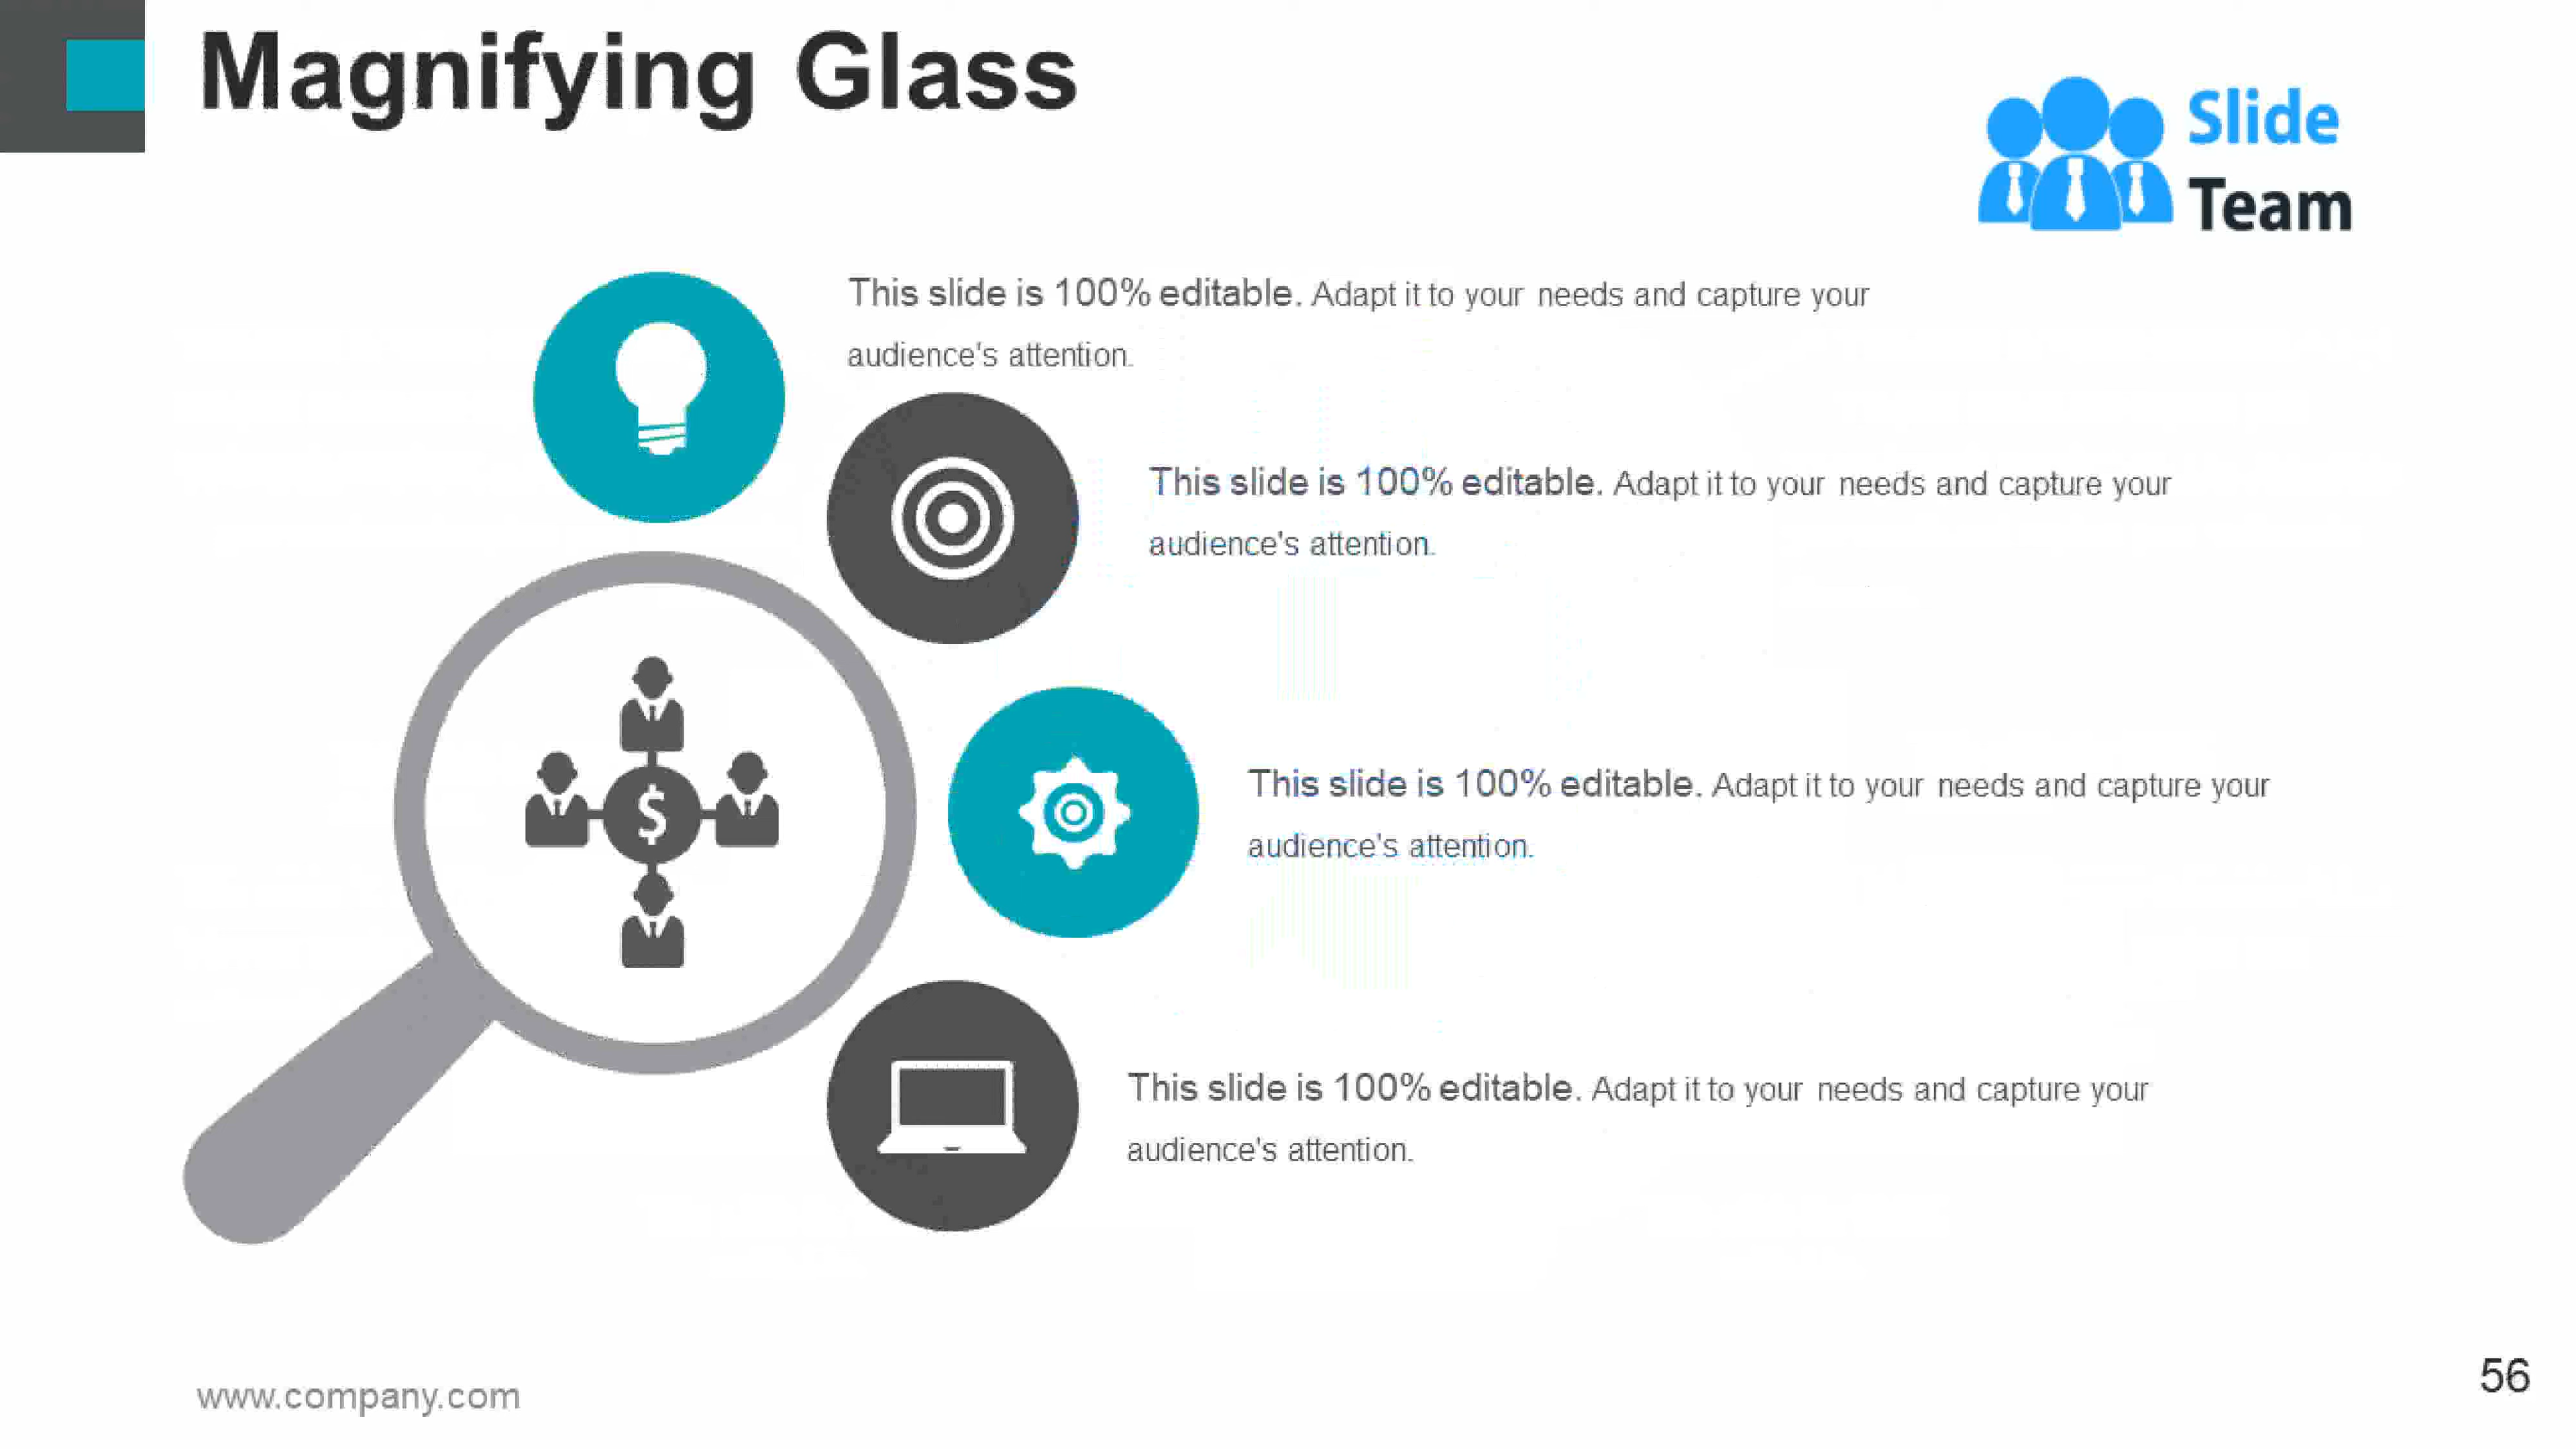 Magnifying Glass
Slide
Team
This slide is 100% editable. Adapt it to your needs and capture your
audience's attention.
This slide is 100% editable. Adapt it to your needs and capture your
audience's attention.
$
This slide is 100% editable. Adapt it to your needs and capture your
audience's attention.
This slide is 100% editable. Adapt it to your needs and capture your
audience's attention.
www.company.com
56